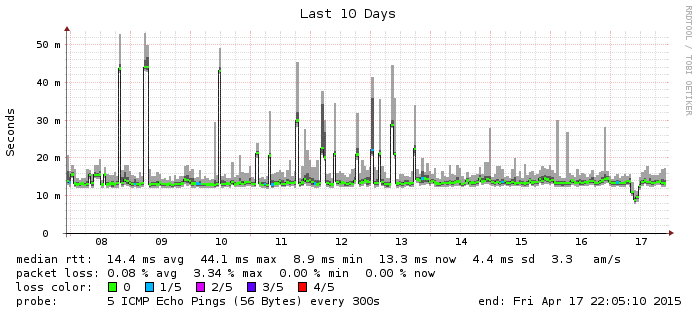 Last 10 Days
RRDTOOL / TOBI OETIKER
Seconds
50 m
40 m
30 m
20 m
10 m
0
08 09 10 11 12 13 14 15 16 17
median rtt: 14.4 ms avg 44.1 ms max 8.9 ms min 13.3 ms now 4.4 ms sd 3.3 am/s
packet loss: 0.08 % avg 3.34 % max 0.00 % min 0.00 % now
loss color: 0 1/5 2/5 3/5 4/5
probe: 5 ICMP Echo Pings (56 Bytes) every 300s end: Fri Apr 17 22:05:10 2015